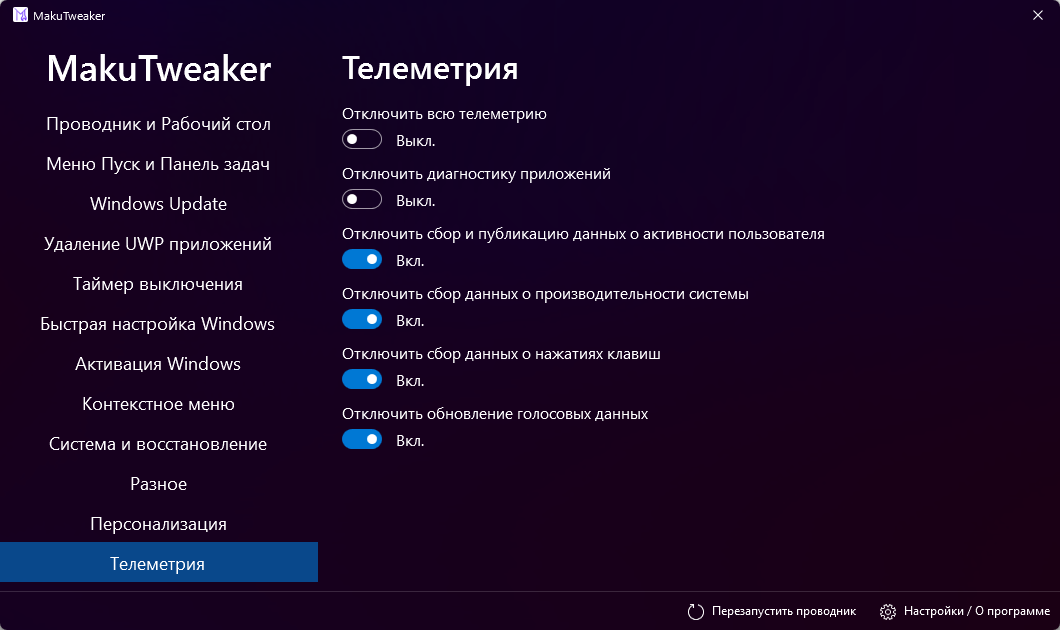 MakuTweaker
MakuTweaker
Проводник и Рабочий стол
Меню Пуск и Панель задач
Windows Update
Удаление UWP приложений
Таймер выключения
Быстрая настройка Windows
Активация Windows
Контекстное меню
Система и восстановление
Разное
Персонализация
Телеметрия
Телеметрия
Отключить всю телеметрию
Выкл.
Отключить диагностику приложений
Выкл.
Отключить сбор и публикацию данных о активности пользователя
Вкл.
Отключить сбор данных о производительности системы
Вкл.
Отключить сбор данных о нажатиях клавиш
Вкл.
Отключить обновление голосовых данных
Вкл.
Перезапустить проводник
Настройки / О программе